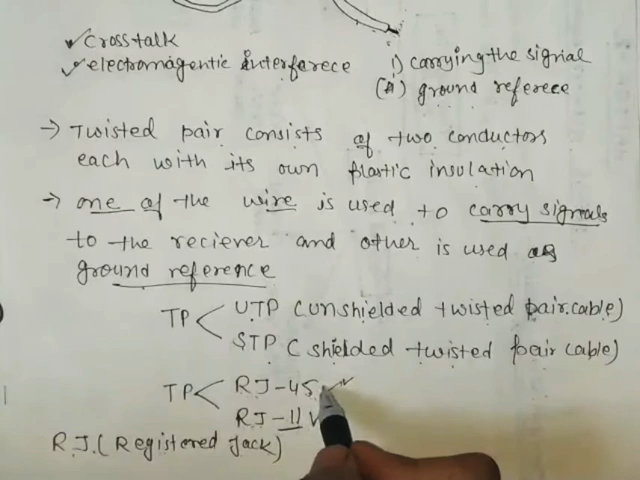 ✓crosstalk
✓electromagentic interfarece
i) carrying the signial
(ii) ground referece
→ Twisted pair consists of two conductors
each with its own plastic insulation
→ one of the wire is used to carry signals
to the reciever and other is used as
ground reference
TP < UTP (unshielded twisted pair.cable)
STP (shielded twisted pair cable)
TP < RJ-45 ✓✓
RJ-11 ✓
R.J. (Registered Jack)